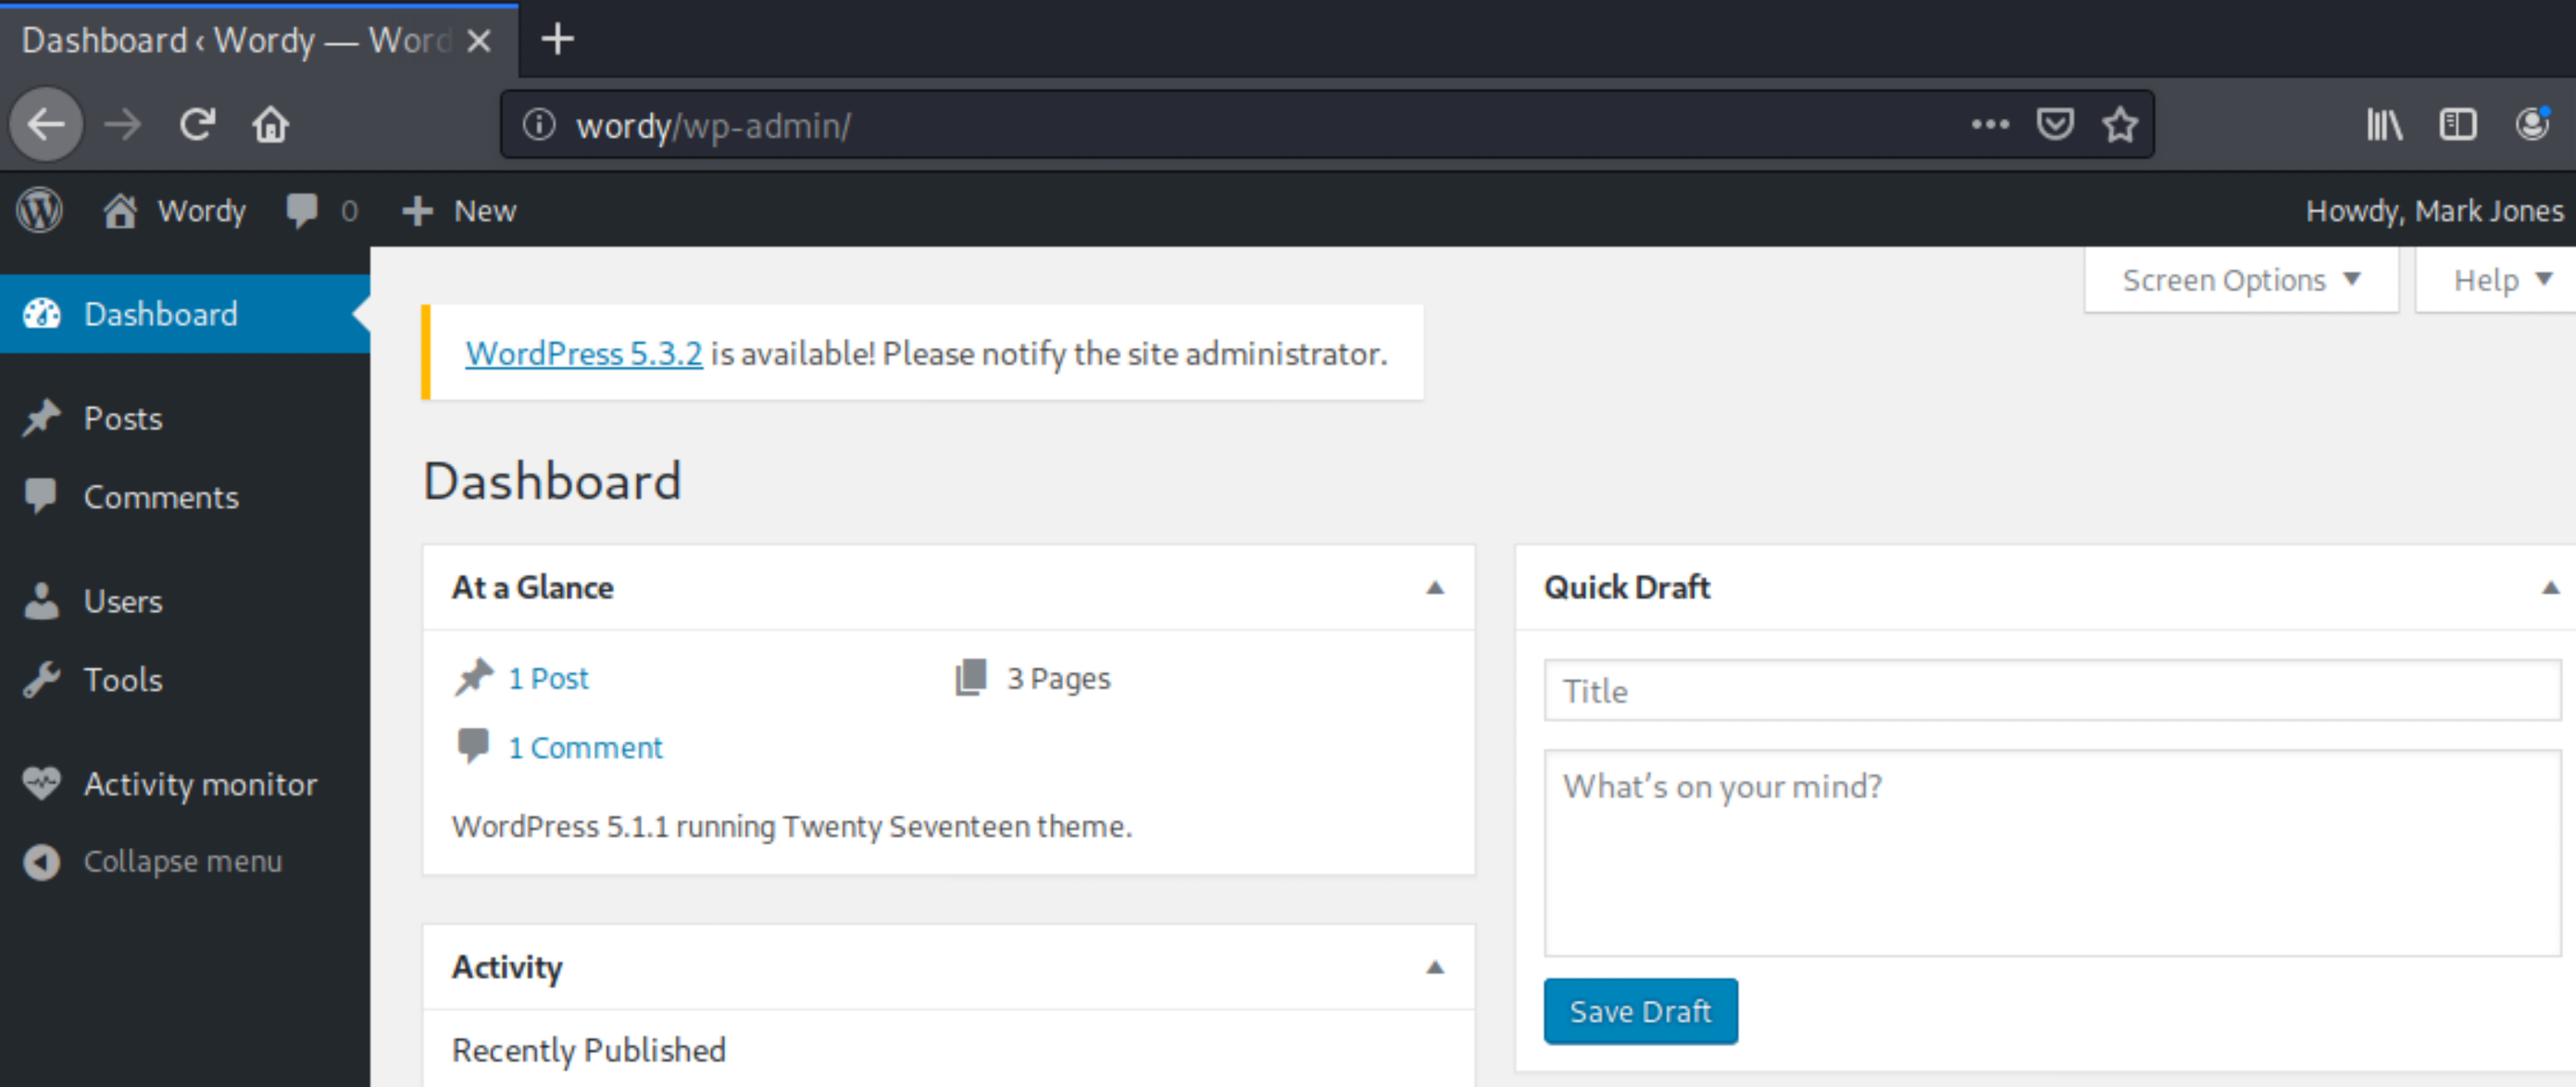 Dashboard ‹ Wordy — Word
wordy/wp-admin/
Wordy 0 New Howdy, Mark Jones
Screen Options Help
Dashboard
WordPress 5.3.2 is available! Please notify the site administrator.
Posts
Comments
Users
Tools
Activity monitor
Collapse menu
Dashboard
At a Glance
1 Post 3 Pages
1 Comment
WordPress 5.1.1 running Twenty Seventeen theme.
Activity
Recently Published
Quick Draft
Title
What's on your mind?
Save Draft